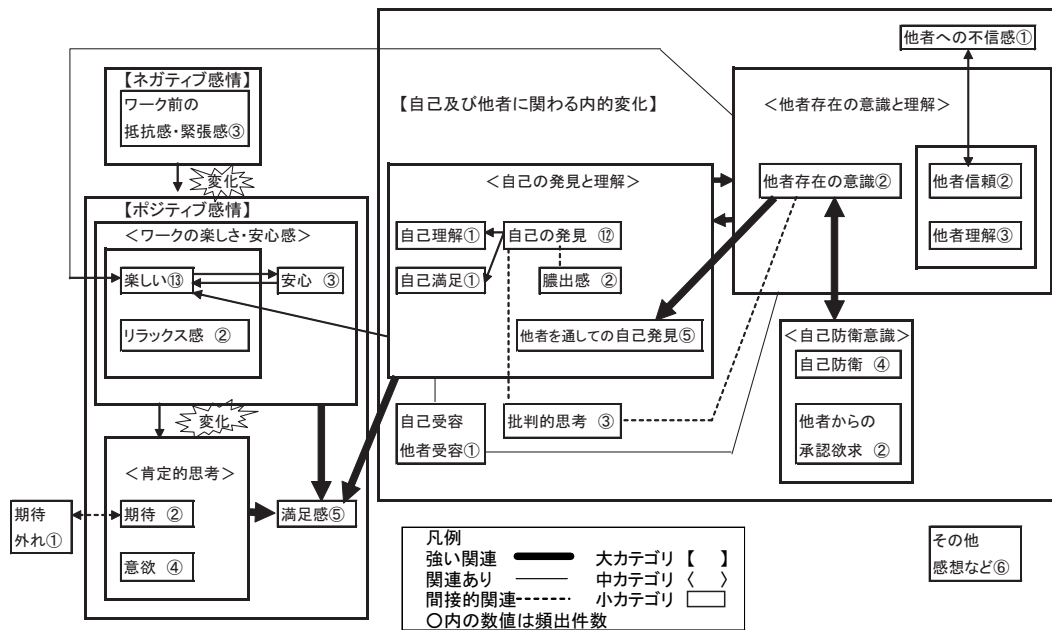 他者への不信感①
【ネガティブ感情】
ワーク前の
抵抗感・緊張感③
変化
【ポジティブ感情】
＜ワークの楽しさ・安心感＞
楽しい⑬
安心 ③
リラックス感 ②
変化
＜肯定的思考＞
期待 ②
意欲 ④
満足感⑤
期待
外れ①
【自己及び他者に関わる内的変化】
＜自己の発見と理解＞
自己理解①
自己の発見 ⑫
自己満足①
膿出感 ②
他者を通しての自己発見⑤
自己受容
他者受容①
批判的思考 ③
＜他者存在の意識と理解＞
他者存在の意識②
他者信頼②
他者理解③
＜自己防衛意識＞
自己防衛 ④
他者からの
承認欲求 ②
凡例
強い関連 大カテゴリ 【 】
関連あり 中カテゴリ 〈 〉
間接的関連 小カテゴリ
○内の数値は頻出件数
その他
感想など⑥